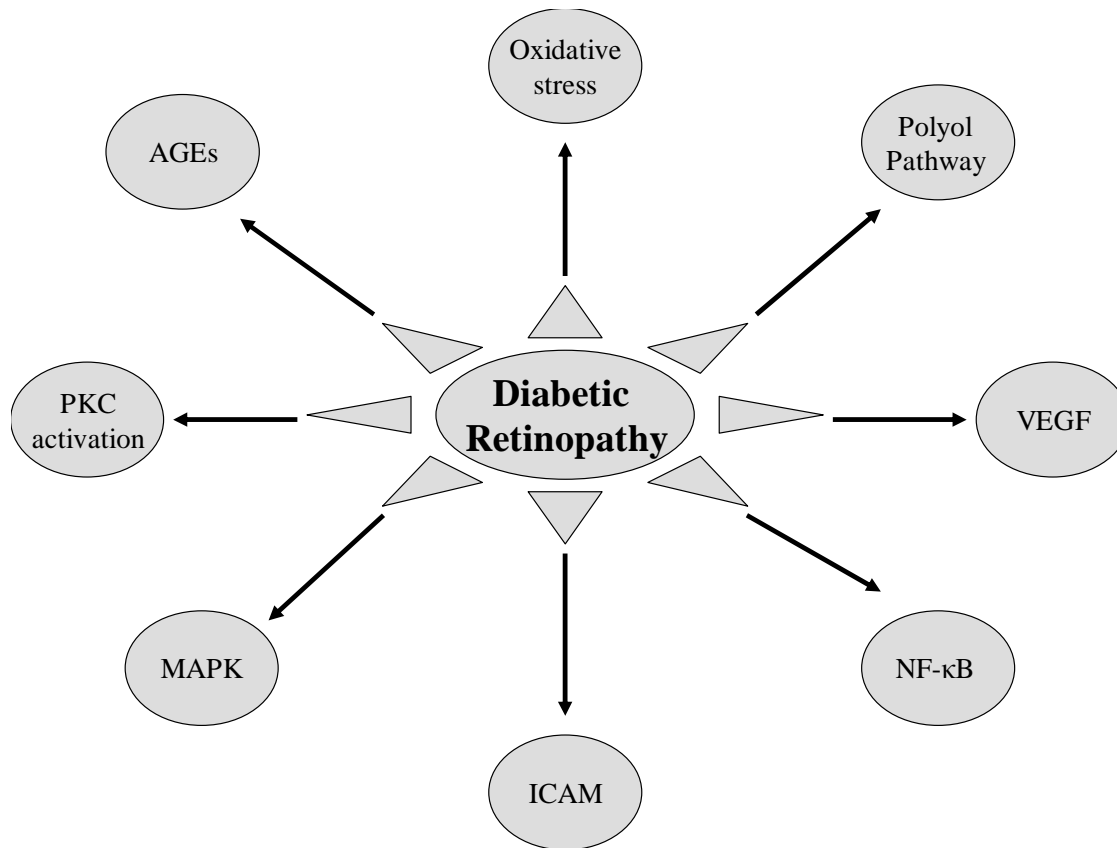 Oxidative
stress
Polyol
Pathway
AGEs
Diabetic
Retinopathy
PKC
activation
VEGF
MAPK
NF-κB
ICAM